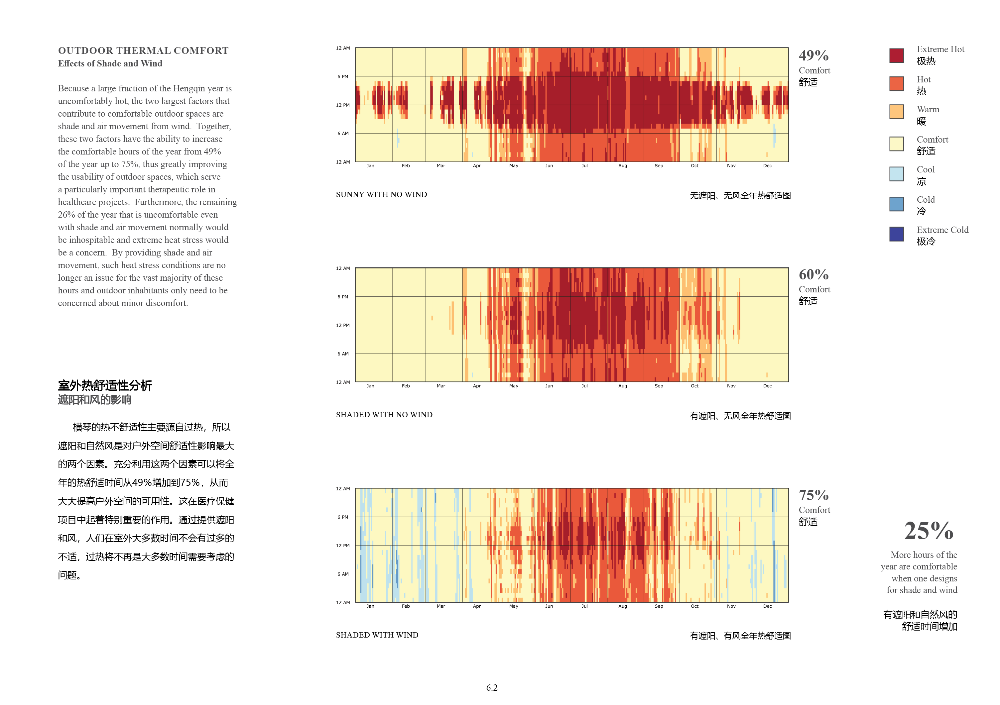 OUTDOOR THERMAL COMFORT
Effects of Shade and Wind
Because a large fraction of the Hengqin year is
uncomfortably hot, the two largest factors that
contribute to comfortable outdoor spaces are
shade and air movement from wind.  Together,
these two factors have the ability to increase
the comfortable hours of the year from 49%
of the year up to 75%, thus greatly improving
the usability of outdoor spaces, which serve
a particularly important therapeutic role in
healthcare projects.  Furthermore, the remaining
26% of the year that is uncomfortable even
with shade and air movement normally would
be inhospitable and extreme heat stress would
be a concern.  By providing shade and air
movement, such heat stress conditions are no
longer an issue for the vast majority of these
hours and outdoor inhabitants only need to be
concerned about minor discomfort.
室外热舒适性分析
遮阳和风的影响
横琴的热不舒适性主要源自过热，所以
遮阳和自然风是对户外空间舒适性影响最大
的两个因素。充分利用这两个因素可以将全
年的热舒适时间从49%增加到75%，从而
大大提高户外空间的可用性。这在医疗保健
项目中起着特别重要的作用。通过提供遮阳
和风，人们在室外大多数时间不会有过多的
不适，过热将不再是大多数时间需要考虑的
问题。
12 AM
6 PM
12 PM
6 AM
12 AM
Jan Feb Mar Apr May Jun Jul Aug Sep Oct Nov Dec
49%
Comfort
舒适
SUNNY WITH NO WIND
无遮阳、无风全年热舒适图
12 AM
6 PM
12 PM
6 AM
12 AM
Jan Feb Mar Apr May Jun Jul Aug Sep Oct Nov Dec
60%
Comfort
舒适
SHADED WITH NO WIND
有遮阳、无风全年热舒适图
12 AM
6 PM
12 PM
6 AM
12 AM
Jan Feb Mar Apr May Jun Jul Aug Sep Oct Nov Dec
75%
Comfort
舒适
SHADED WITH WIND
有遮阳、有风全年热舒适图
Extreme Hot
极热
Hot
热
Warm
暖
Comfort
舒适
Cool
凉
Cold
冷
Extreme Cold
极冷
25%
More hours of the
year are comfortable
when one designs
for shade and wind
有遮阳和自然风的
舒适时间增加
6.2